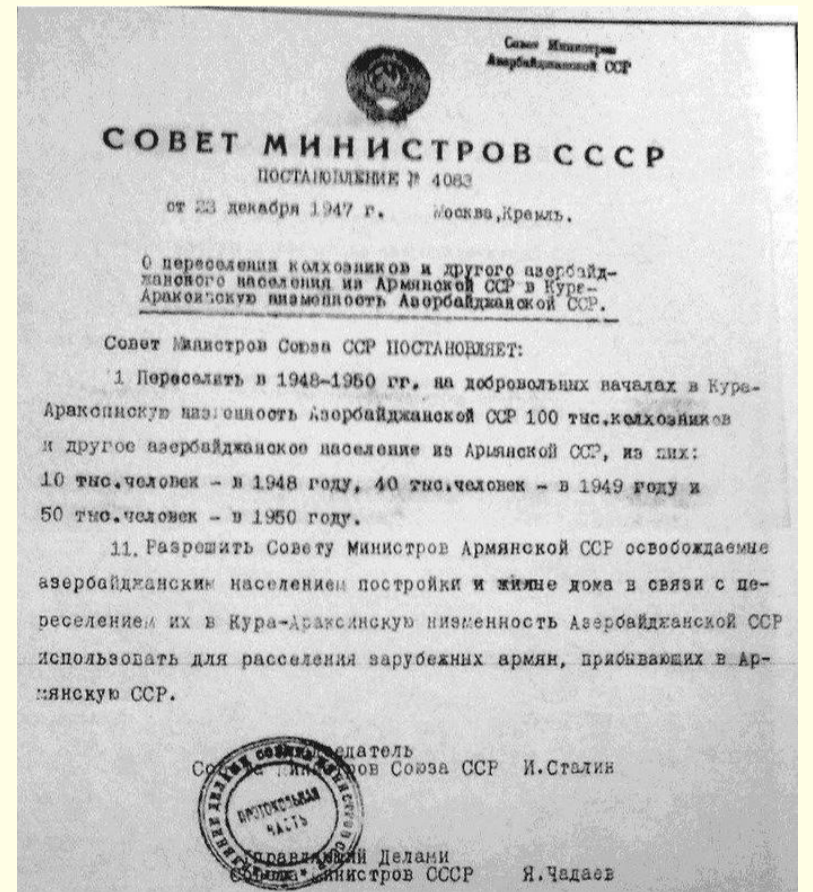 Совет Министров
Азербайджанской ССР
СОВЕТ МИНИСТРОВ СССР
ПОСТАНОВЛЕНИЕ № 4083
от 23 декабря 1947 г. Москва,Кремль.
О переселении колхозников и другого азербайд-
жанского населения из Армянской ССР в Кура-
Араксинскую низменность Азербайджанской ССР.
Совет Министров Союза ССР ПОСТАНОВЛЯЕТ:
1 Переселить в 1948-1950 гг. на добровольных началах в Кура-
Араксинскую низменность Азербайджанской ССР 100 тыс.колхозников
и другое азербайджанское население из Армянской ССР, из них:
10 тыс.человек - в 1948 году, 40 тыс.человек - в 1949 году и
50 тыс.человек - в 1950 году.
11. Разрешить Совету Министров Армянской ССР освобождаемые
азербайджанским населением постройки и жилые дома в связи с пе-
реселением их в Кура-Араксинскую низменность Азербайджанской ССР
использовать для расселения зарубежных армян, прибывающих в Ар-
мянскую ССР.
Председатель
Совета Министров Союза ССР И.Сталин
ПРОТОКОЛЬНАЯ
ЧАСТЬ
Управляющий Делами
Совета Министров СССР Я.Чадаев